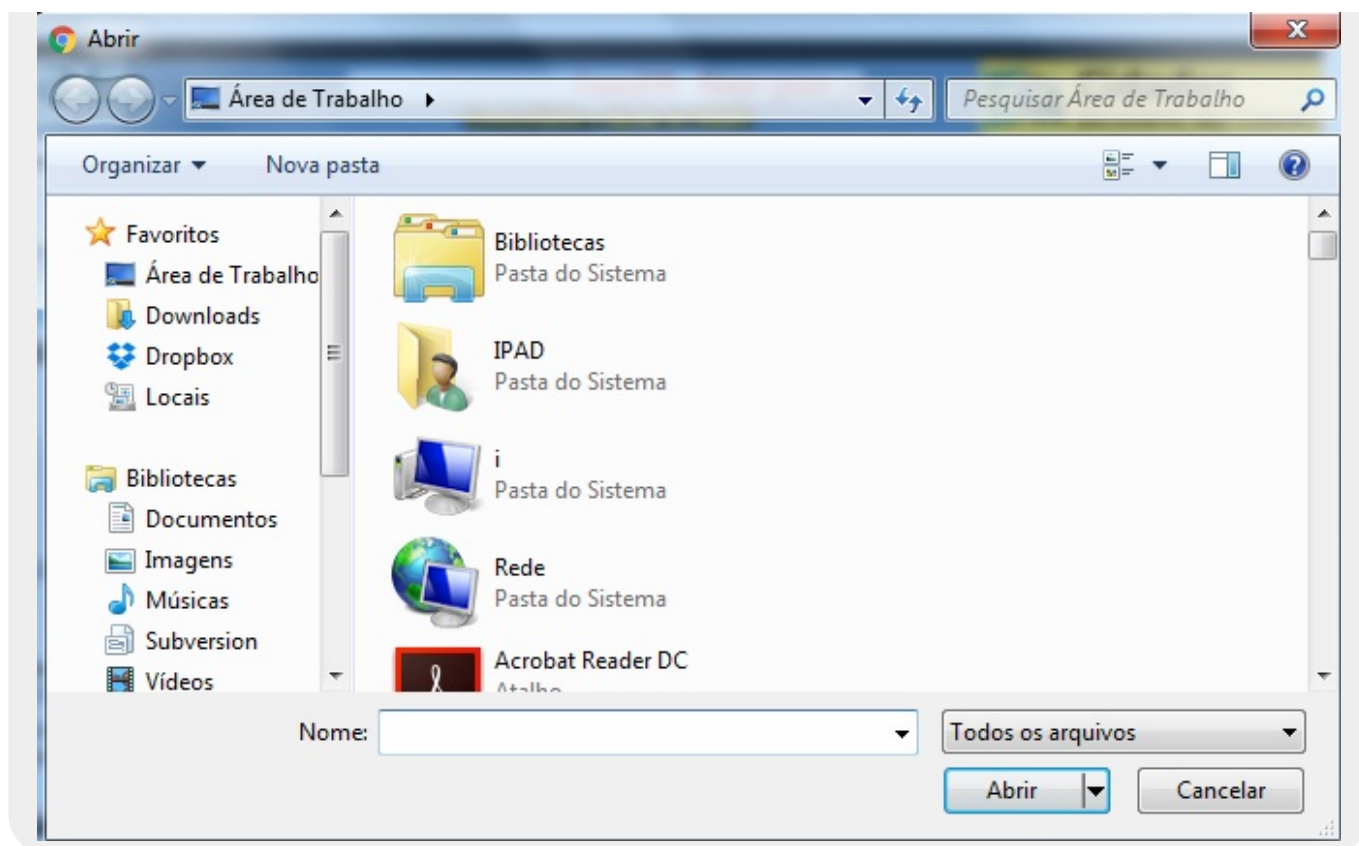 Abrir
Área de Trabalho
Pesquisar Área de Trabalho
Organizar
Nova pasta
Favoritos
Área de Trabalho
Downloads
Dropbox
Locais
Bibliotecas
Documentos
Imagens
Músicas
Subversion
Vídeos
Bibliotecas
Pasta do Sistema
IPAD
Pasta do Sistema
i
Pasta do Sistema
Rede
Pasta do Sistema
Acrobat Reader DC
Atalho
Nome:
Todos os arquivos
Abrir
Cancelar